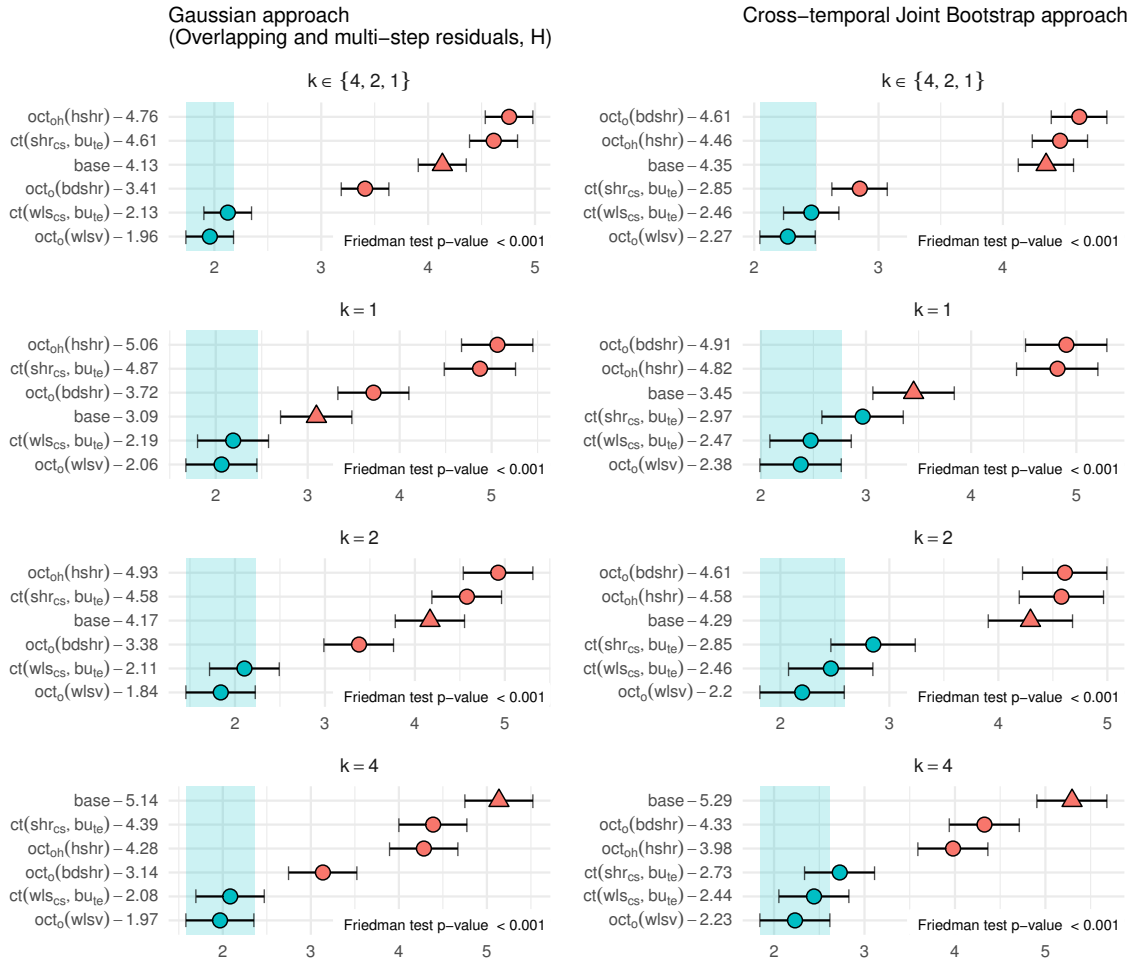 Gaussian approach
(Overlapping and multi−step residuals, H)
k ∈ {4, 2, 1}
octoh(hshr) − 4.76
ct(shrcs, bute) − 4.61
base − 4.13
octo(bdshr) − 3.41
ct(wlscs, bute) − 2.13
octo(wlsv) − 1.96
Friedman test p−value < 0.001
2 3 4 5
k = 1
octoh(hshr) − 5.06
ct(shrcs, bute) − 4.87
octo(bdshr) − 3.72
base − 3.09
ct(wlscs, bute) − 2.19
octo(wlsv) − 2.06
Friedman test p−value < 0.001
2 3 4 5
k = 2
octoh(hshr) − 4.93
ct(shrcs, bute) − 4.58
base − 4.17
octo(bdshr) − 3.38
ct(wlscs, bute) − 2.11
octo(wlsv) − 1.84
Friedman test p−value < 0.001
2 3 4 5
k = 4
base − 5.14
ct(shrcs, bute) − 4.39
octoh(hshr) − 4.28
octo(bdshr) − 3.14
ct(wlscs, bute) − 2.08
octo(wlsv) − 1.97
Friedman test p−value < 0.001
2 3 4 5
Cross−temporal Joint Bootstrap approach
k ∈ {4, 2, 1}
octo(bdshr) − 4.61
octoh(hshr) − 4.46
base − 4.35
ct(shrcs, bute) − 2.85
ct(wlscs, bute) − 2.46
octo(wlsv) − 2.27
Friedman test p−value < 0.001
2 3 4
k = 1
octo(bdshr) − 4.91
octoh(hshr) − 4.82
base − 3.45
ct(shrcs, bute) − 2.97
ct(wlscs, bute) − 2.47
octo(wlsv) − 2.38
Friedman test p−value < 0.001
2 3 4 5
k = 2
octo(bdshr) − 4.61
octoh(hshr) − 4.58
base − 4.29
ct(shrcs, bute) − 2.85
ct(wlscs, bute) − 2.46
octo(wlsv) − 2.2
Friedman test p−value < 0.001
2 3 4 5
k = 4
base − 5.29
octo(bdshr) − 4.33
octoh(hshr) − 3.98
ct(shrcs, bute) − 2.73
ct(wlscs, bute) − 2.44
octo(wlsv) − 2.23
Friedman test p−value < 0.001
2 3 4 5